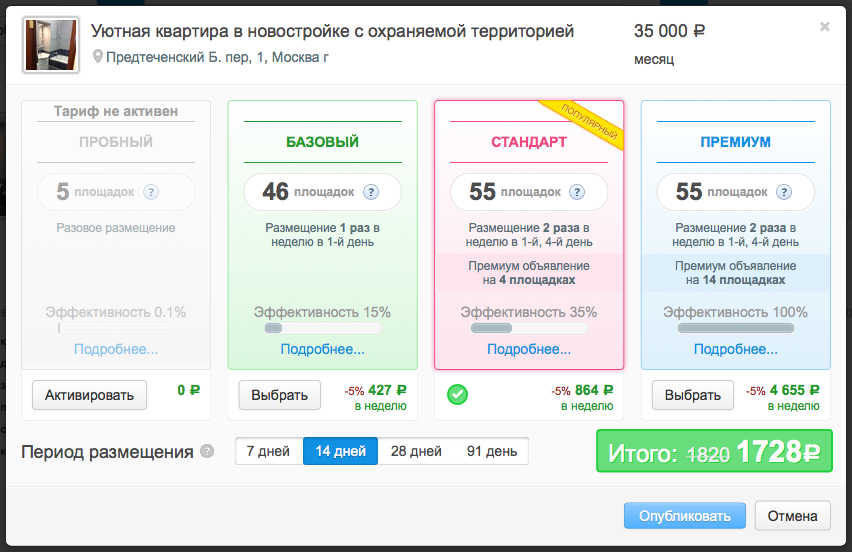 Уютная квартира в новостройке с охраняемой территорией
35 000 ₽
Предтеченский Б. пер, 1, Москва г
месяц
Тариф не активен
ПРОБНЫЙ
5 площадок ?
Разовое размещение
Эффективность 0.1%
Подробнее...
Активировать
0 ₽
БАЗОВЫЙ
46 площадок ?
Размещение 1 раз в
неделю в 1-й день
Эффективность 15%
Подробнее...
Выбрать
-5% 427 ₽
в неделю
ПОПУЛЯРНЫЙ
СТАНДАРТ
55 площадок ?
Размещение 2 раза в
неделю в 1-й, 4-й день
Премиум объявление
на 4 площадках
Эффективность 35%
Подробнее...
-5% 864 ₽
в неделю
ПРЕМИУМ
55 площадок ?
Размещение 2 раза в
неделю в 1-й, 4-й день
Премиум объявление
на 14 площадках
Эффективность 100%
Подробнее...
Выбрать
-5% 4 655 ₽
в неделю
Период размещения ?
7 дней 14 дней 28 дней 91 день
Итого: 1820 1728₽
Опубликовать
Отмена